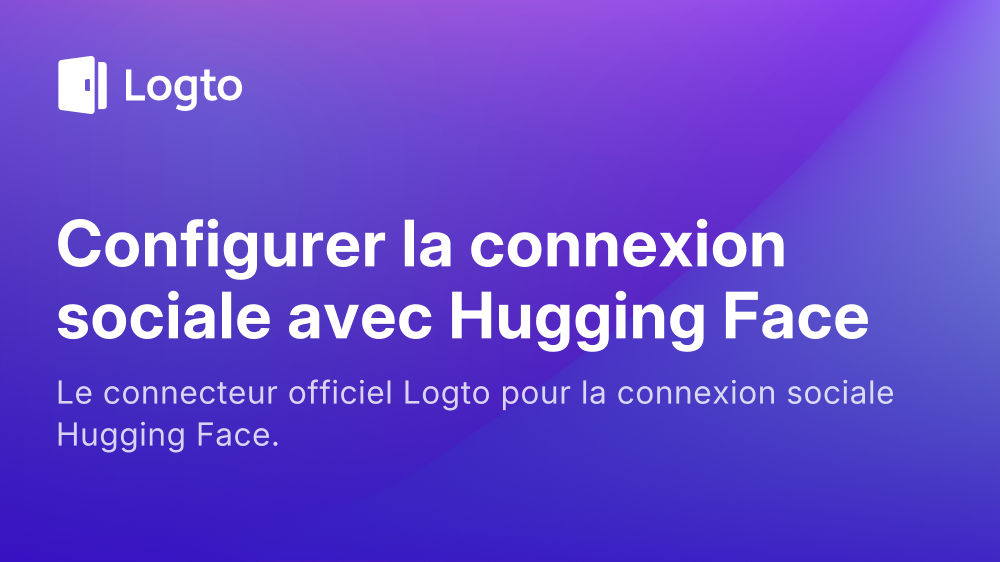 Logto
Configurer la connexion
sociale avec Hugging Face
Le connecteur officiel Logto pour la connexion sociale
Hugging Face.